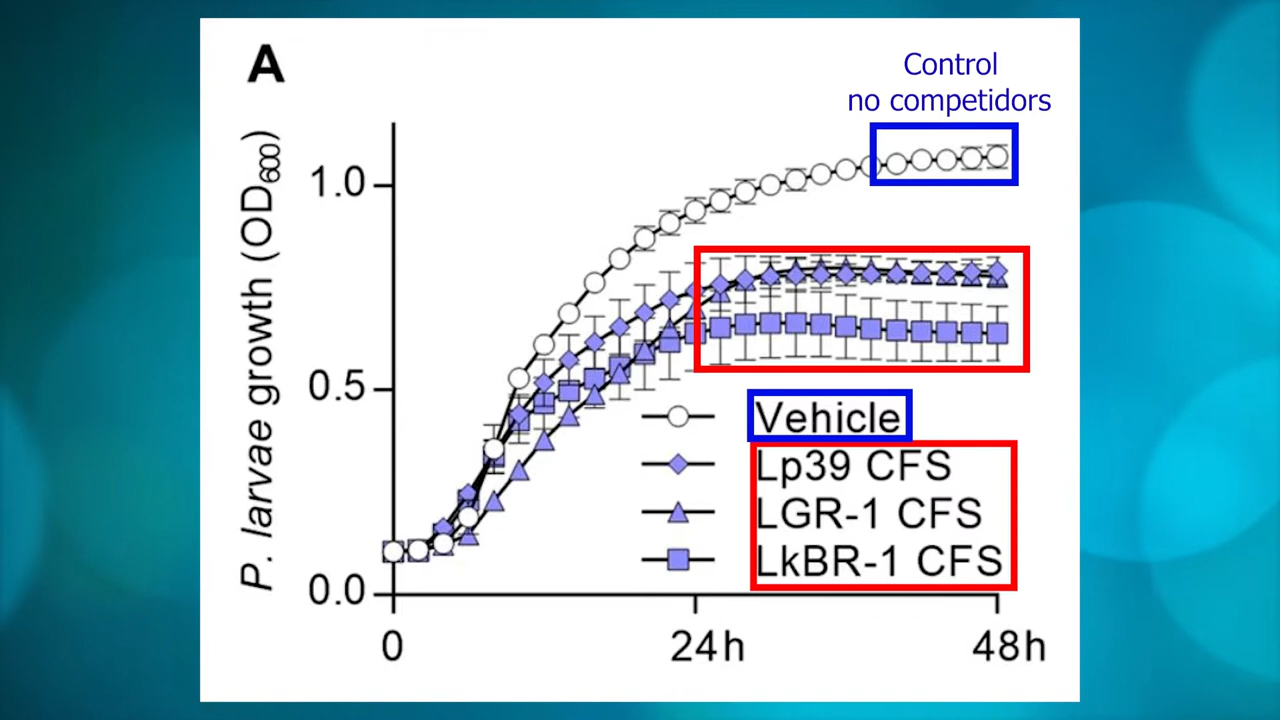 A
Control
no competidors
P. larvae growth (OD600)
1.0
0.5
0.0
Vehicle
Lp39 CFS
LGR-1 CFS
LkBR-1 CFS
0
24h
48h